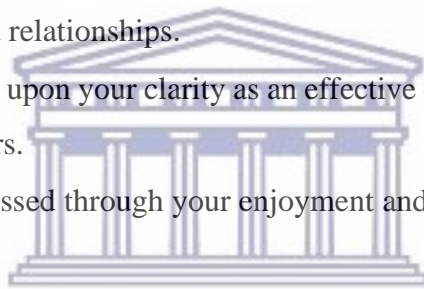 relationships.
upon your clarity as an effective
rs.
ssed through your enjoyment and